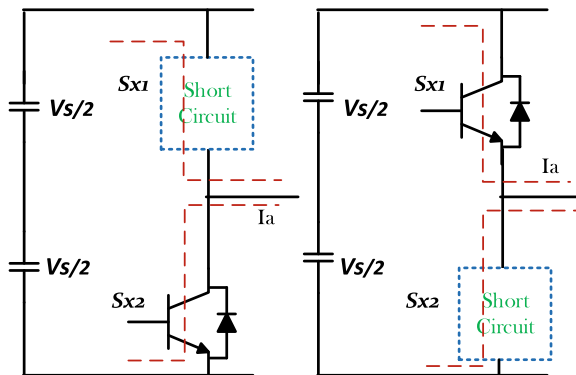 Sx1
Short
Circuit
Vs/2
Ia
Vs/2
Sx2
Sx1
Vs/2
Ia
Vs/2
Sx2
Short
Circuit